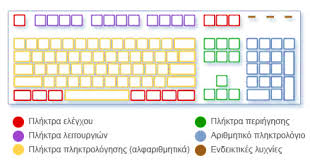 Πλήκτρα ελέγχου
Πλήκτρα λειτουργιών
Πλήκτρα πληκτρολόγησης (αλφαριθμητικά)
Πλήκτρα περιήγησης
Αριθμητικό πληκτρολόγιο
Ενδεικτικές λυχνίες